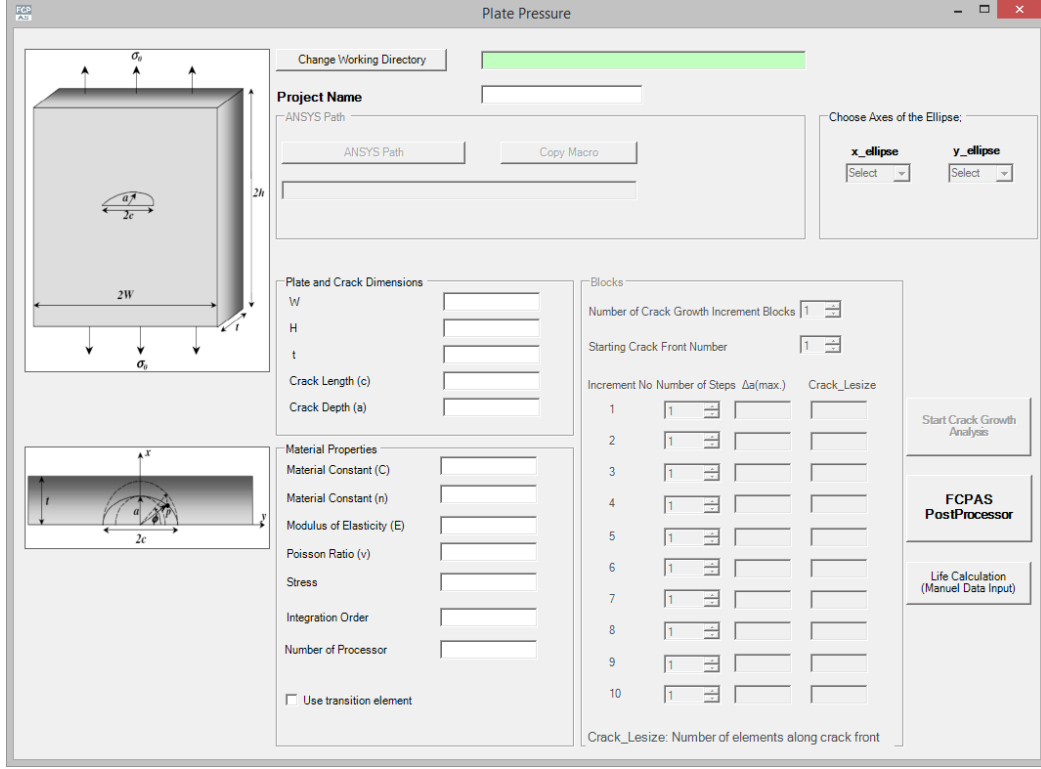 FCP
Plate Pressure
σ0
a
2c
2h
2W
t
σ0
x
t
a
ϕ
p
y
2c
Change Working Directory
Project Name
ANSYS Path
ANSYS Path
Copy Macro
Choose Axes of the Ellipse;
x_ellipse
y_ellipse
Select
Select
Plate and Crack Dimensions
W
H
t
Crack Length (c)
Crack Depth (a)
Material Properties
Material Constant (C)
Material Constant (n)
Modulus of Elasticity (E)
Poisson Ratio (v)
Stress
Integration Order
Number of Processor
Use transition element
Blocks
Number of Crack Growth Increment Blocks 1
Starting Crack Front Number 1
Increment No Number of Steps Δa(max.) Crack_Lesize
1 1
2 1
3 1
4 1
5 1
6 1
7 1
8 1
9 1
10 1
Crack_Lesize: Number of elements along crack front
Start Crack Growth
Analysis
FCPAS
PostProcessor
Life Calculation
(Manuel Data Input)